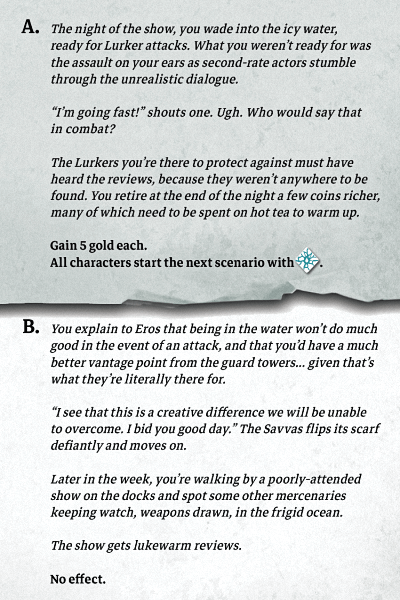 A. The night of the show, you wade into the icy water,
ready for Lurker attacks. What you weren't ready for was
the assault on your ears as second-rate actors stumble
through the unrealistic dialogue.
"I'm going fast!" shouts one. Ugh. Who would say that
in combat?
The Lurkers you're there to protect against must have
heard the reviews, because they weren't anywhere to be
found. You retire at the end of the night a few coins richer,
many of which need to be spent on hot tea to warm up.
Gain 5 gold each.
All characters start the next scenario with .
B. You explain to Eros that being in the water won't do much
good in the event of an attack, and that you'd have a much
better vantage point from the guard towers... given that's
what they're literally there for.
"I see that this is a creative difference we will be unable
to overcome. I bid you good day." The Savvas flips its scarf
defiantly and moves on.
Later in the week, you're walking by a poorly-attended
show on the docks and spot some other mercenaries
keeping watch, weapons drawn, in the frigid ocean.
The show gets lukewarm reviews.
No effect.